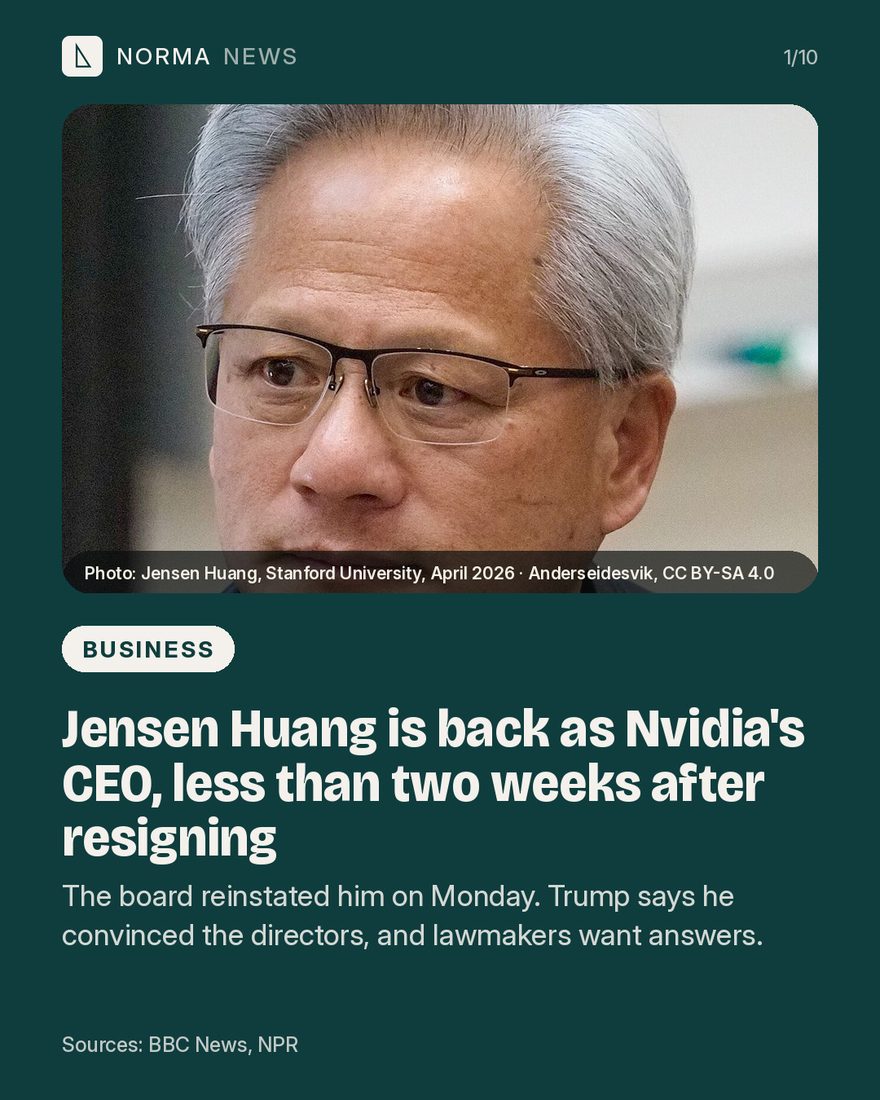 NORMA NEWS
1/10
Photo: Jensen Huang, Stanford University, April 2026 · Anderseidesvik, CC BY-SA 4.0
BUSINESS
Jensen Huang is back as Nvidia's
CEO, less than two weeks after
resigning
The board reinstated him on Monday. Trump says he
convinced the directors, and lawmakers want answers.
Sources: BBC News, NPR